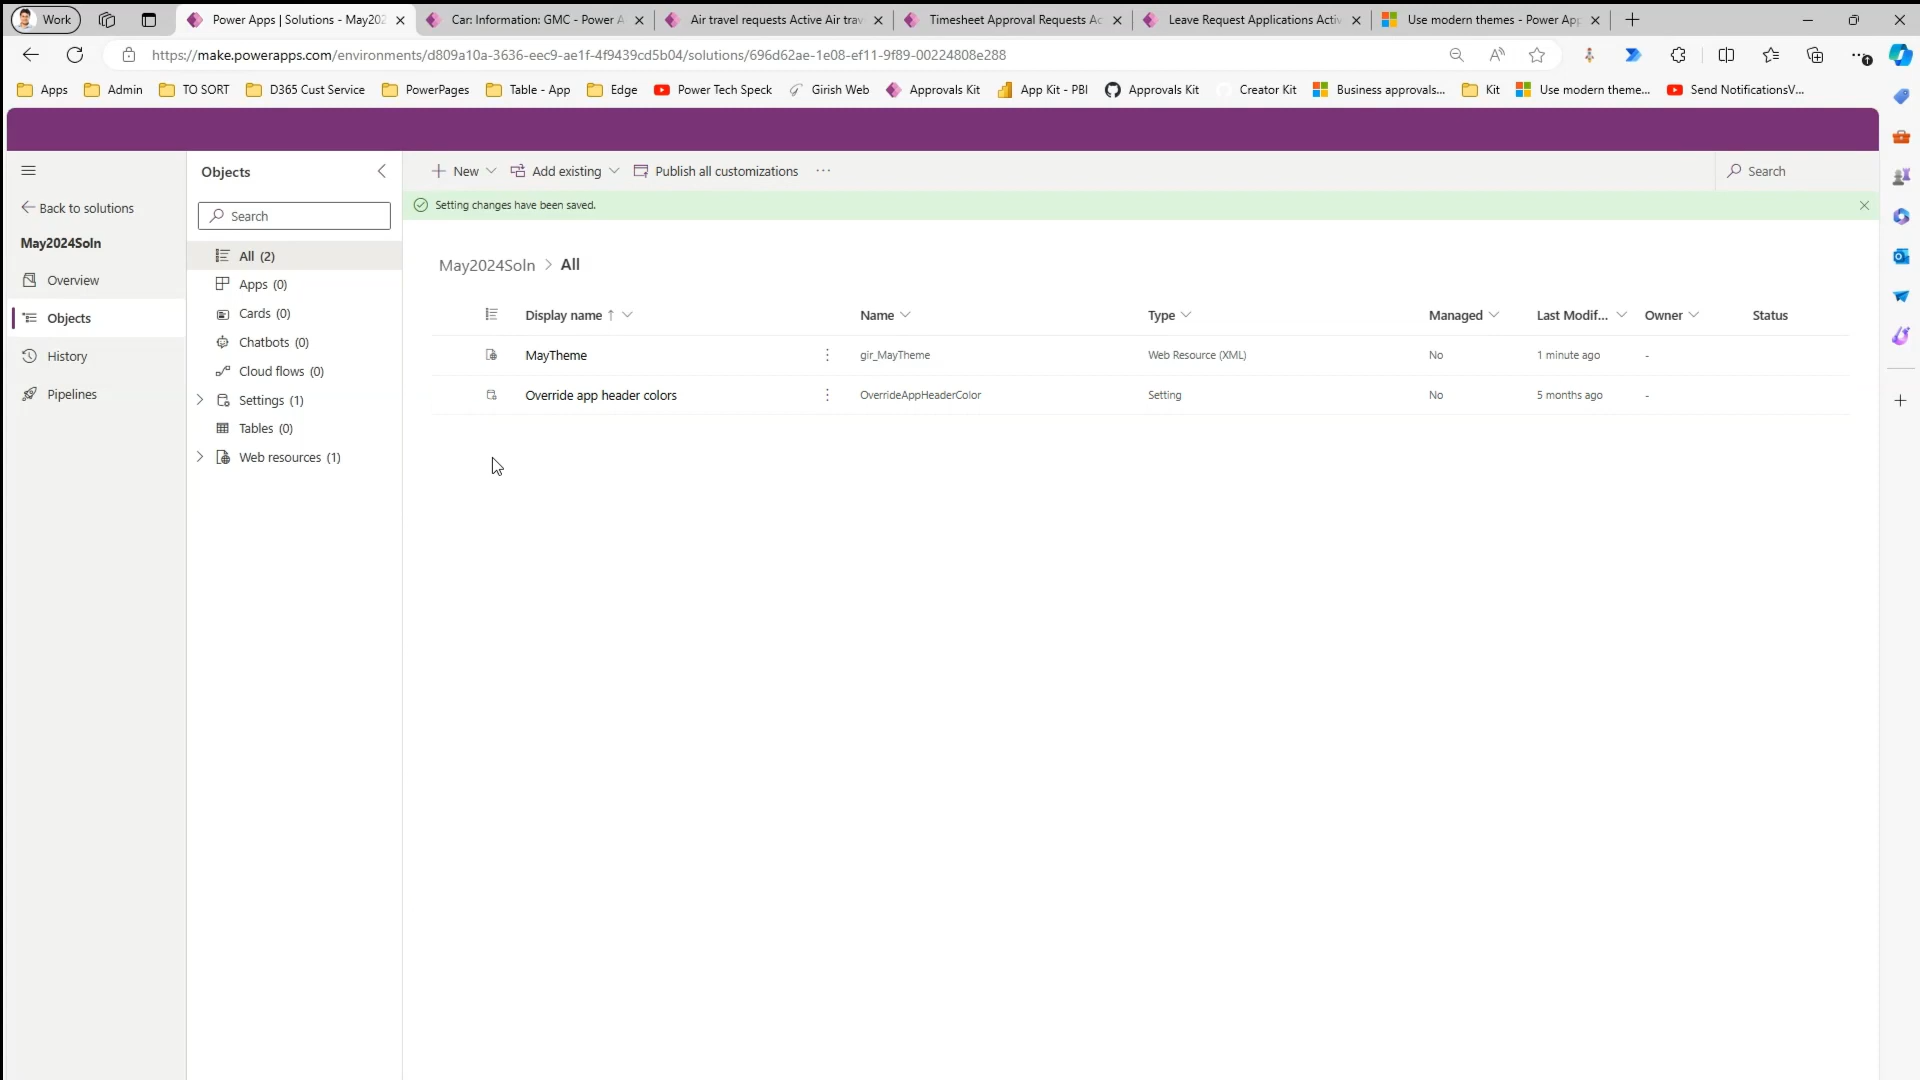 Work
Power Apps | Solutions - May202
Car: Information: GMC - Power A
Air travel requests Active Air trav
Timesheet Approval Requests Ac
Leave Request Applications Activ
Use modern themes - Power App
https://make.powerapps.com/environments/d809a10a-3636-eec9-ae1f-4f9439cd5b04/solutions/696d62ae-1e08-ef11-9f89-00224808e288
Apps
Admin
TO SORT
D365 Cust Service
PowerPages
Table - App
Edge
Power Tech Speck
Girish Web
Approvals Kit
App Kit - PBI
Approvals Kit
Creator Kit
Business approvals...
Kit
Use modern theme...
Send NotificationsV...
Back to solutions
May2024Soln
Overview
Objects
History
Pipelines
Objects
Search
All (2)
Apps (0)
Cards (0)
Chatbots (0)
Cloud flows (0)
Settings (1)
Tables (0)
Web resources (1)
New
Add existing
Publish all customizations
Search
Setting changes have been saved.
May2024Soln > All
Display name ↑ Name Type Managed Last Modif... Owner Status
MayTheme gir_MayTheme Web Resource (XML) No 1 minute ago -
Override app header colors OverrideAppHeaderColor Setting No 5 months ago -